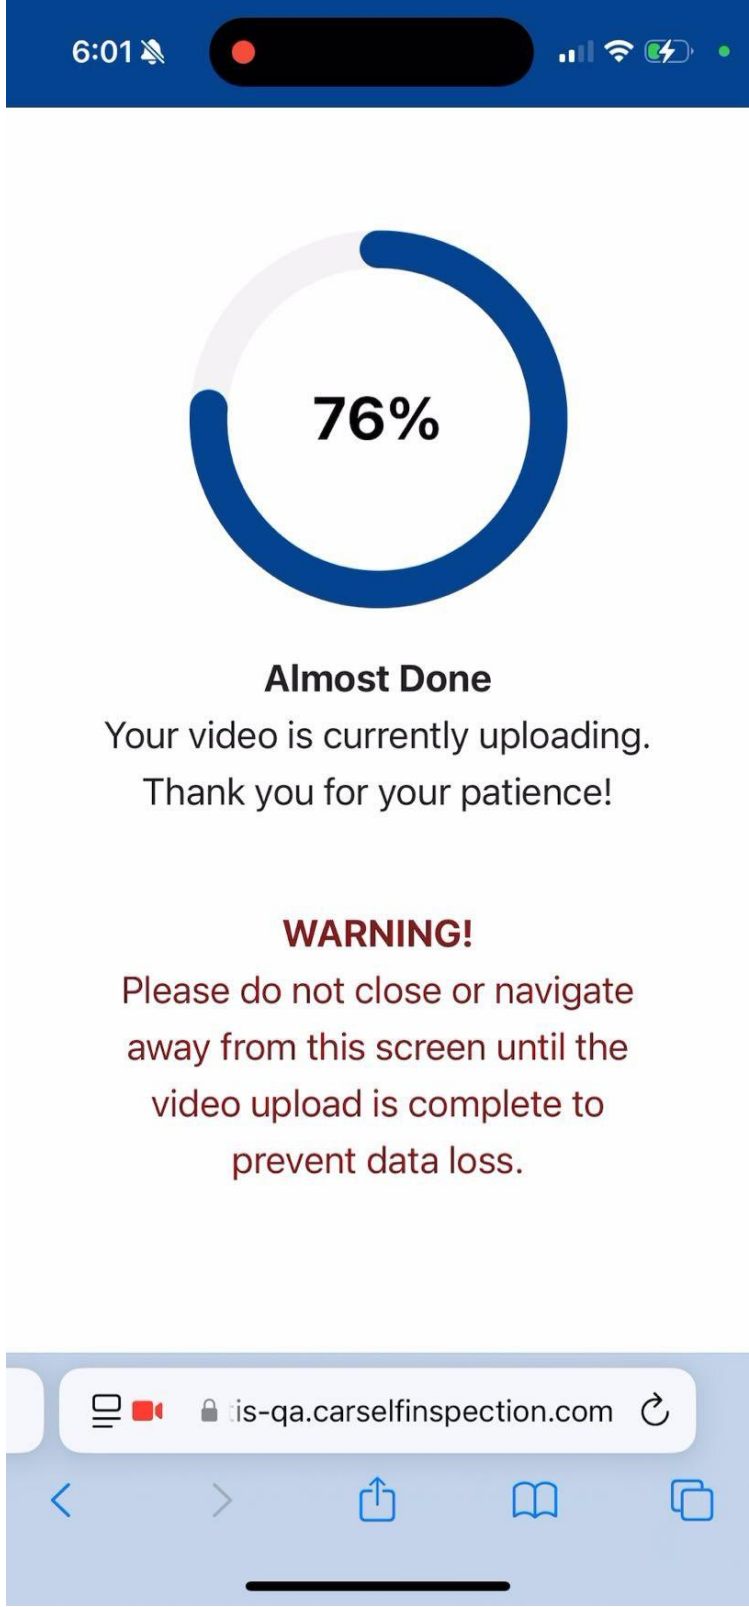 6:01
76%
Almost Done
Your video is currently uploading.
Thank you for your patience!
WARNING!
Please do not close or navigate
away from this screen until the
video upload is complete to
prevent data loss.
tis-qa.carselfinspection.com